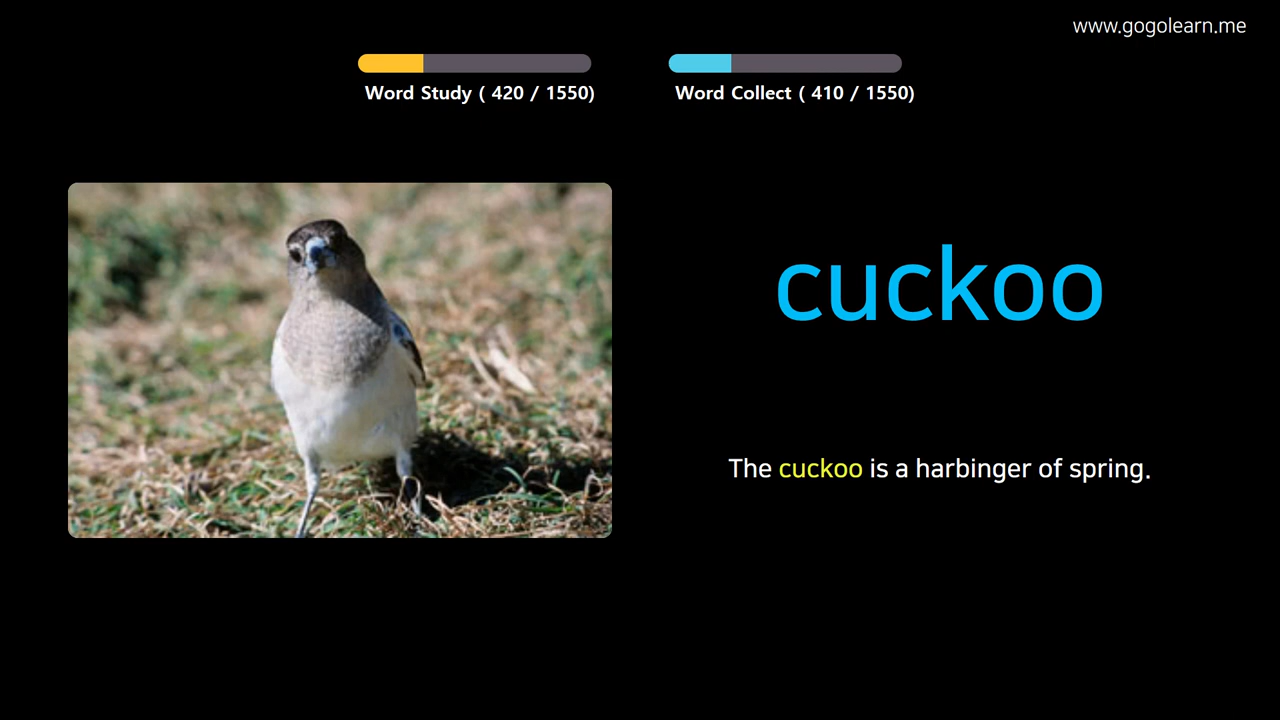 www.gogolearn.me
Word Study ( 420 / 1550)
Word Collect ( 410 / 1550)
cuckoo
The cuckoo is a harbinger of spring.